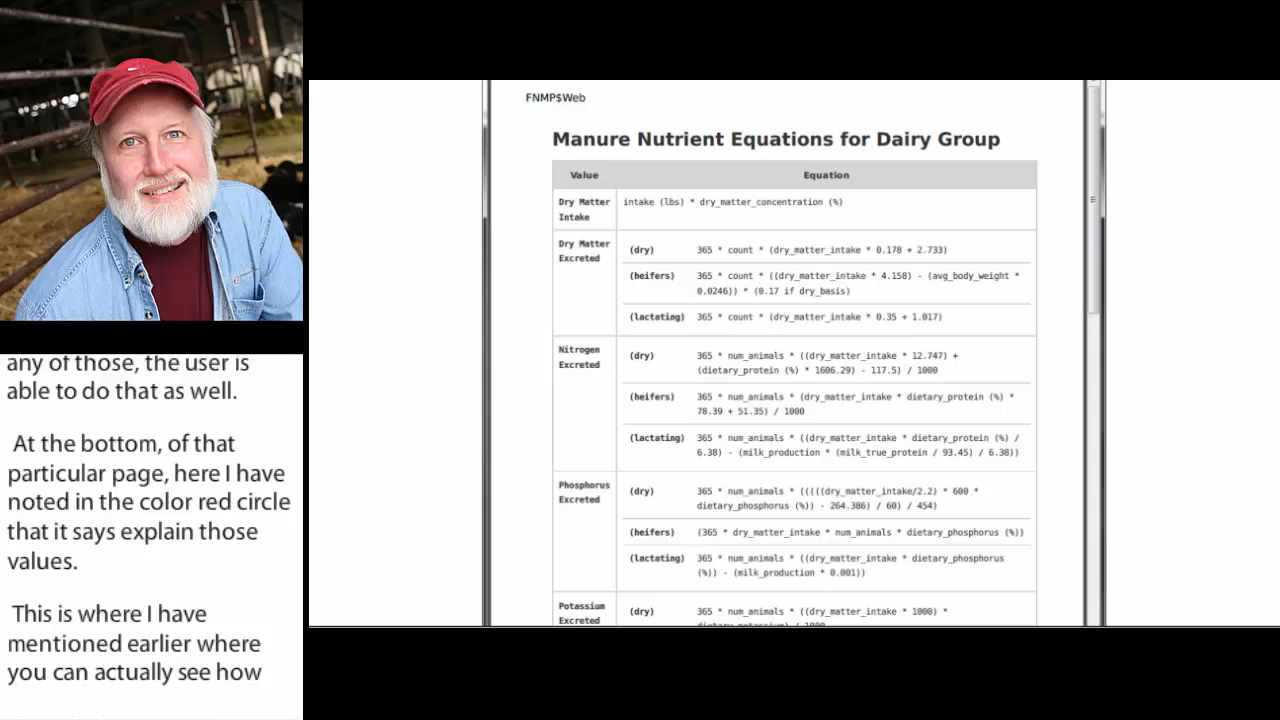 any of those, the user is
able to do that as well.
At the bottom, of that
particular page, here I have
noted in the color red circle
that it says explain those
values.
This is where I have
mentioned earlier where
you can actually see how
FNMP$Web
Manure Nutrient Equations for Dairy Group
Value Equation
Dry Matter Intake
intake (lbs) * dry_matter_concentration (%)
Dry Matter Excreted
(dry) 365 * count * (dry_matter_intake * 0.178 + 2.733)
(heifers) 365 * count * ((dry_matter_intake * 4.158) - (avg_body_weight *
0.0246)) * (0.17 if dry_basis)
(lactating) 365 * count * (dry_matter_intake * 0.35 + 1.017)
Nitrogen Excreted
(dry) 365 * num_animals * ((dry_matter_intake * 12.747) +
(dietary_protein (%) * 1606.29) - 117.5) / 1000
(heifers) 365 * num_animals * (dry_matter_intake * dietary_protein (%) *
78.39 + 51.35) / 1000
(lactating) 365 * num_animals * ((dry_matter_intake * dietary_protein (%) /
6.38) - (milk_production * (milk_true_protein / 93.45) / 6.38))
Phosphorus Excreted
(dry) 365 * num_animals * (((((dry_matter_intake/2.2) * 600 *
dietary_phosphorus (%)) - 264.386) / 60) / 454)
(heifers) (365 * dry_matter_intake * num_animals * dietary_phosphorus (%))
(lactating) 365 * num_animals * ((dry_matter_intake * dietary_phosphorus
(%)) - (milk_production * 0.001))
Potassium Excreted
(dry) 365 * num_animals * ((dry_matter_intake * 1000) *